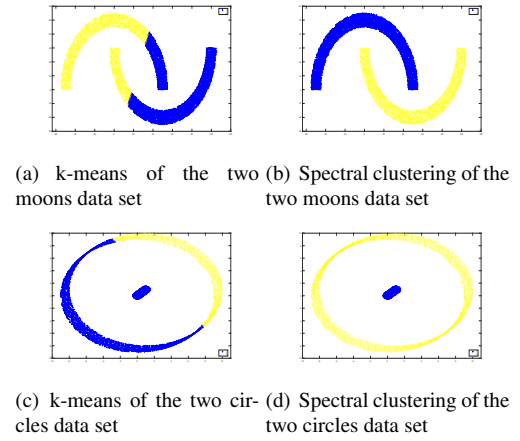 (a) k-means of the two moons data set
(b) Spectral clustering of the two moons data set
(c) k-means of the two cir-
cles data set
(d) Spectral clustering of the two circles data set